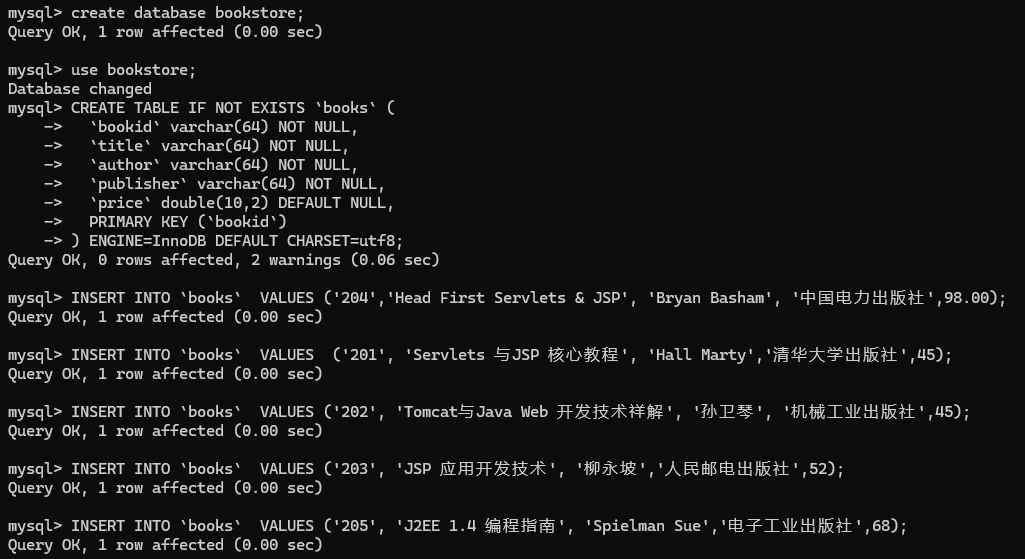 mysql> create database bookstore;
Query OK, 1 row affected (0.00 sec)
mysql> use bookstore;
Database changed
mysql> CREATE TABLE IF NOT EXISTS `books` (
    ->   `bookid` varchar(64) NOT NULL,
    ->   `title` varchar(64) NOT NULL,
    ->   `author` varchar(64) NOT NULL,
    ->   `publisher` varchar(64) NOT NULL,
    ->   `price` double(10,2) DEFAULT NULL,
    ->   PRIMARY KEY (`bookid`)
    -> ) ENGINE=InnoDB DEFAULT CHARSET=utf8;
Query OK, 0 rows affected, 2 warnings (0.06 sec)
mysql> INSERT INTO `books`  VALUES ('204','Head First Servlets & JSP', 'Bryan Basham', '中国电力出版社',98.00);
Query OK, 1 row affected (0.00 sec)
mysql> INSERT INTO `books`  VALUES  ('201', 'Servlets 与JSP 核心教程', 'Hall Marty','清华大学出版社',45);
Query OK, 1 row affected (0.00 sec)
mysql> INSERT INTO `books`  VALUES ('202', 'Tomcat与Java Web 开发技术祥解', '孙卫琴', '机械工业出版社',45);
Query OK, 1 row affected (0.00 sec)
mysql> INSERT INTO `books`  VALUES ('203', 'JSP 应用开发技术', '柳永坡','人民邮电出版社',52);
Query OK, 1 row affected (0.00 sec)
mysql> INSERT INTO `books`  VALUES ('205', 'J2EE 1.4 编程指南', 'Spielman Sue','电子工业出版社',68);
Query OK, 1 row affected (0.00 sec)